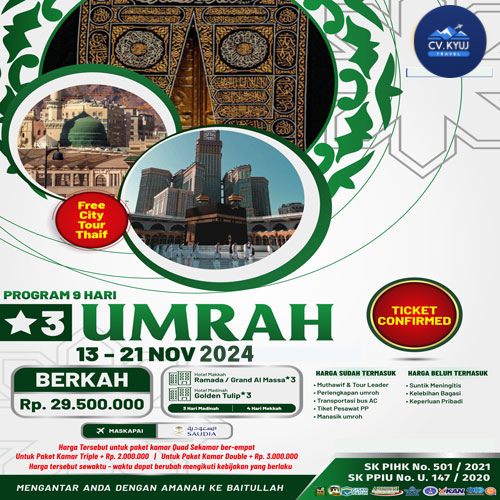 CV. KYUJ
TRAVEL
Free
City
Tour
Thaif
PROGRAM 9 HARI
3 UMRAH
13 - 21 NOV 2024
TICKET
CONFIRMED
BERKAH
Rp. 29.500.000
Hotel Makkah
Ramada / Grand Al Massa*3
Hotel Madinah
Golden Tulip*3
3 Hari Madinah
4 Hari Mekkah
MASKAPAI
السعودية
SAUDIA
HARGA SUDAH TERMASUK
• Muthawif & Tour Leader
• Perlengkapan umroh
• Transportasi bus AC
• Tiket Pesawat PP
• Manasik umroh
HARGA BELUM TERMASUK
• Suntik Meningitis
• Kelebihan Bagasi
• Keperluan Pribadi
Harga Tersebut untuk paket kamar Quad Sekamar ber-empat
Untuk Paket Kamar Triple + Rp. 2.000.000 | Untuk Paket Kamar Double + Rp. 3.000.000
Harga tersebut sewaktu - waktu dapat berubah mengikuti kebijakan yang berlaku
SK PIHK No. 501 / 2021
SK PPIU No. U. 147 / 2020
MENGANTAR ANDA DENGAN AMANAH KE BAITULLAH